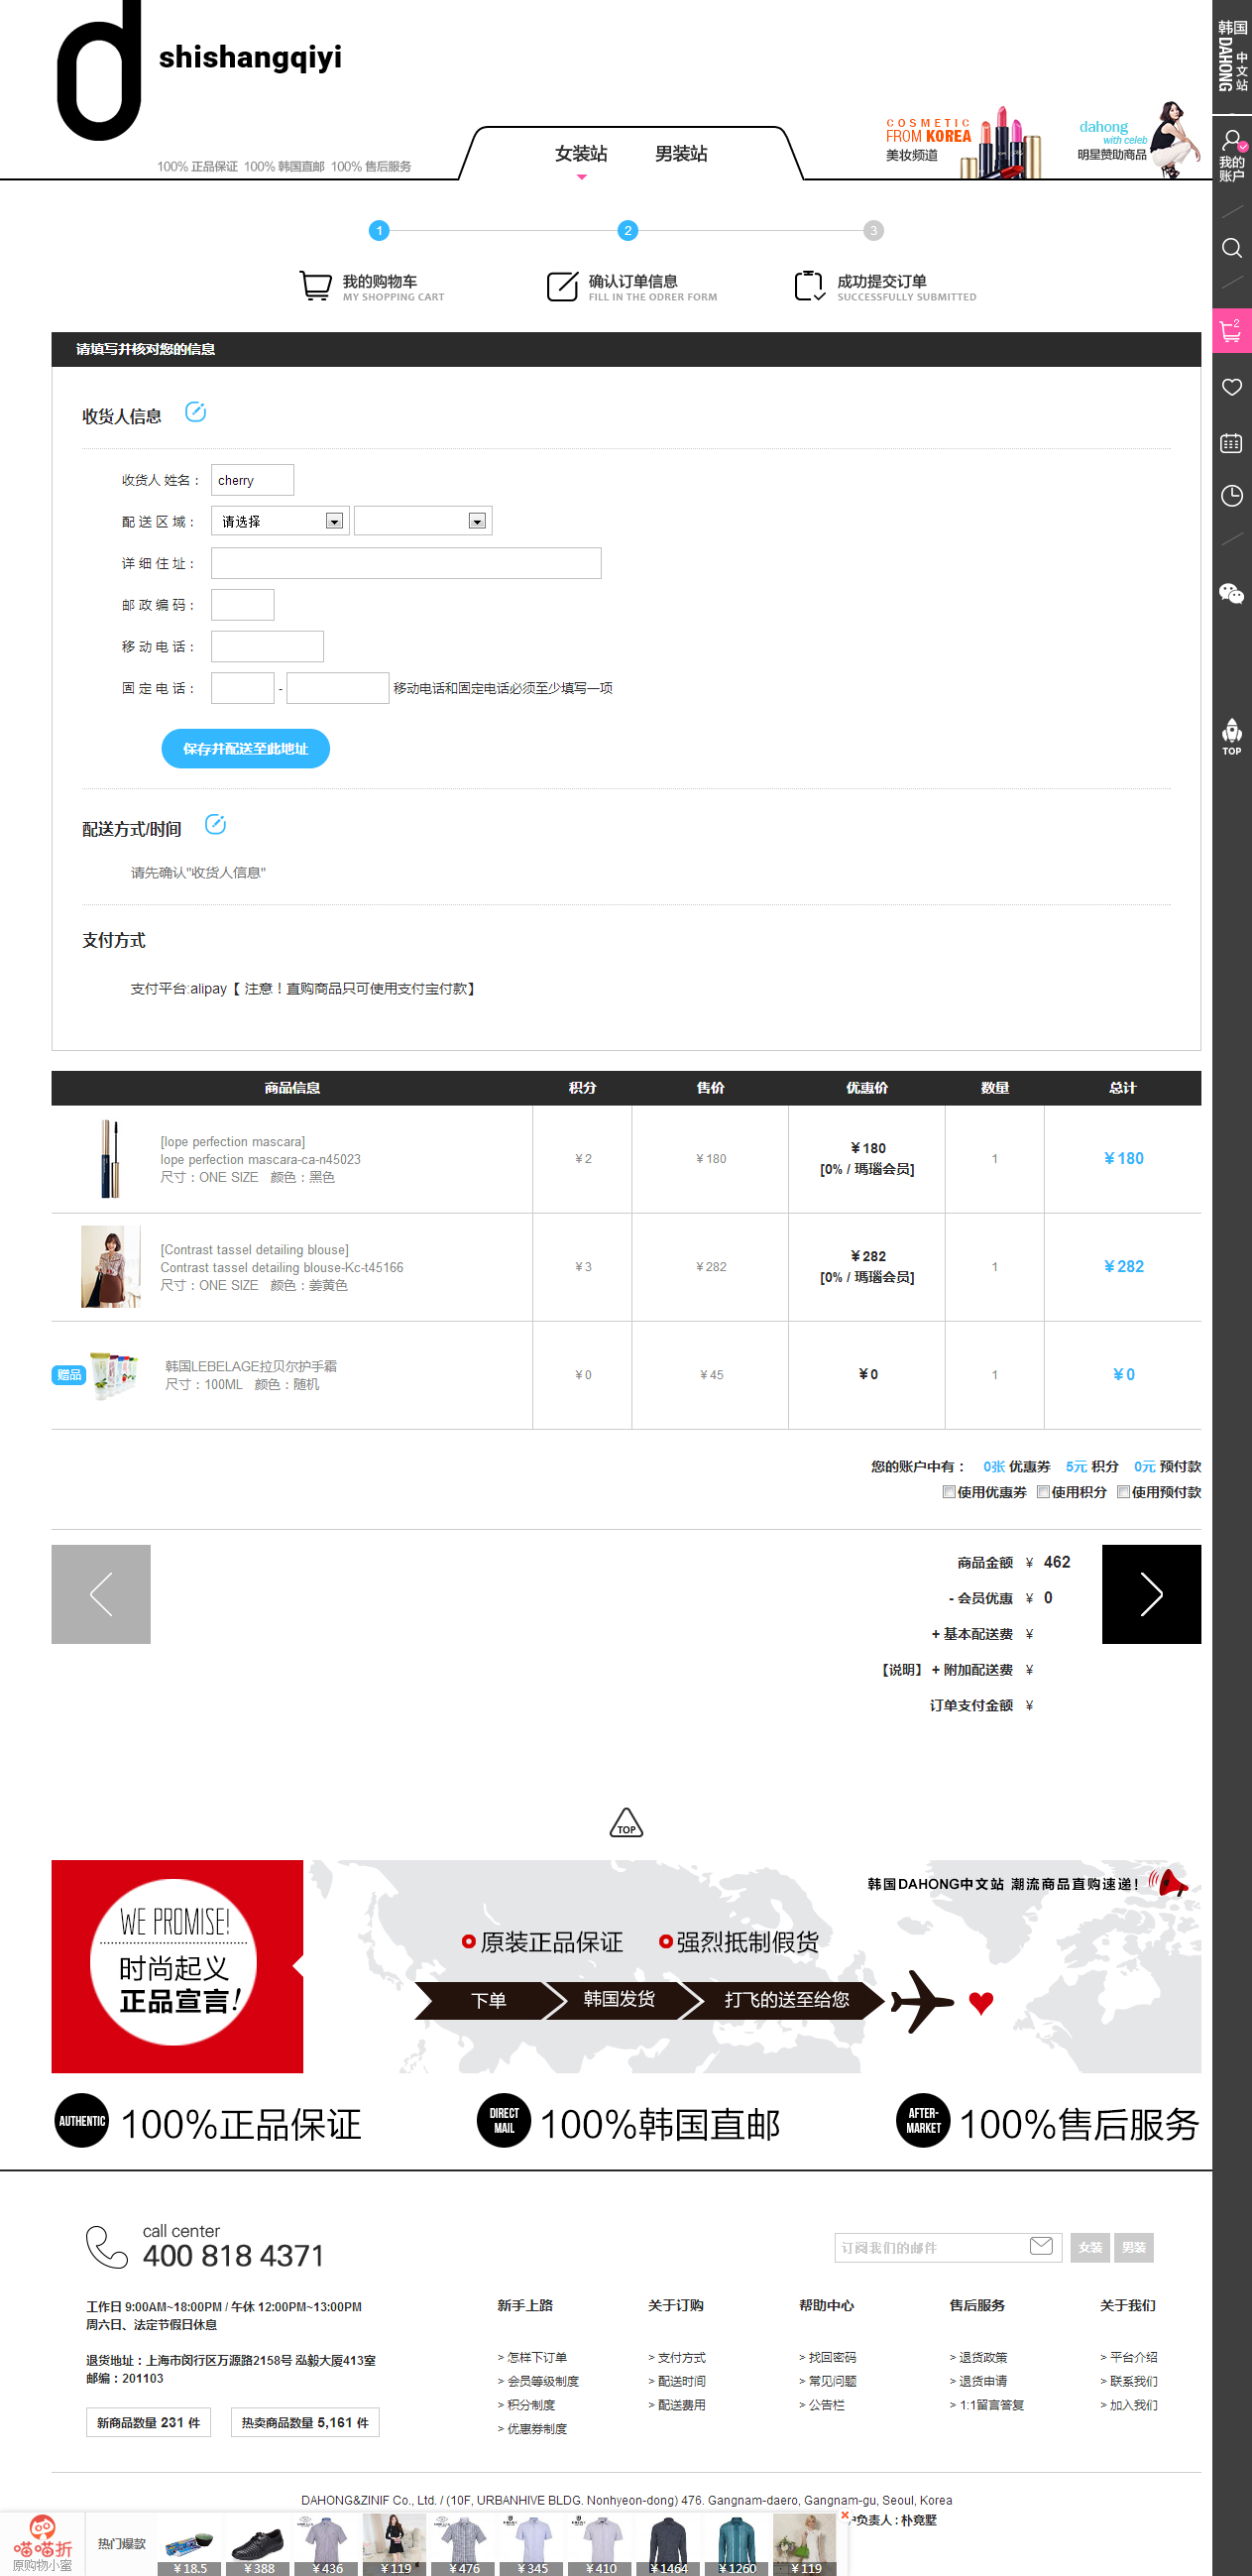 shishangqiyi
100% 正品保证 100% 韩国直邮 100% 售后服务
女装站 男装站
COSMETIC
FROM KOREA
美妆频道
dahong
with celeb
明星赞助商品
韩国
DAHONG
中文站
我的
账户
2
TOP
1 2 3
我的购物车
MY SHOPPING CART
确认订单信息
FILL IN THE ODRER FORM
成功提交订单
SUCCESSFULLY SUBMITTED
请填写并核对您的信息
收货人信息
收货人 姓名： cherry
配 送 区 域： 请选择
详 细 住 址：
邮 政 编 码：
移 动 电 话：
固 定 电 话： - 移动电话和固定电话必须至少填写一项
保存并配送至此地址
配送方式/时间
请先确认"收货人信息"
支付方式
支付平台:alipay【 注意！直购商品只可使用支付宝付款】
商品信息 积分 售价 优惠价 数量 总计
[Iope perfection mascara]
Iope perfection mascara-ca-n45023
尺寸：ONE SIZE 颜色：黑色
￥2 ￥180 ￥180
[0% / 瑪瑙会员] 1 ￥180
[Contrast tassel detailing blouse]
Contrast tassel detailing blouse-Kc-t45166
尺寸：ONE SIZE 颜色：姜黄色
￥3 ￥282 ￥282
[0% / 瑪瑙会员] 1 ￥282
赠品
韩国LEBELAGE拉贝尔护手霜
尺寸：100ML 颜色：随机
￥0 ￥45 ￥0 1 ￥0
您的账户中有： 0张 优惠券 5元 积分 0元 预付款
使用优惠券 使用积分 使用预付款
商品金额 ¥ 462
- 会员优惠 ¥ 0
+ 基本配送费 ¥
【说明】 + 附加配送费 ¥
订单支付金额 ¥
TOP
WE PROMISE!
时尚起义
正品宣言!
韩国DAHONG中文站 潮流商品直购速递!
原装正品保证 强烈抵制假货
下单 韩国发货 打飞的送至给您
AUTHENTIC 100%正品保证
DIRECT MAIL 100%韩国直邮
AFTER-MARKET 100%售后服务
call center
400 818 4371
订阅我们的邮件 女装 男装
工作日 9:00AM~18:00PM / 午休 12:00PM~13:00PM
周六日、法定节假日休息
退货地址：上海市闵行区万源路2158号 泓毅大厦413室
邮编：201103
新商品数量 231 件 热卖商品数量 5,161 件
新手上路
> 怎样下订单
> 会员等级制度
> 积分制度
> 优惠券制度
关于订购
> 支付方式
> 配送时间
> 配送费用
帮助中心
> 找回密码
> 常见问题
> 公告栏
售后服务
> 退货政策
> 退货申请
> 1:1留言答复
关于我们
> 平台介绍
> 联系我们
> 加入我们
DAHONG&ZINIF Co., Ltd. / (10F, URBANHIVE BLDG. Nonhyeon-dong) 476. Gangnam-daero, Gangnam-gu, Seoul, Korea
负责人 : 朴竟墅
喵喵折
原购物小蜜
热门爆款
￥18.5 ￥388 ￥436 ￥119 ￥476 ￥345 ￥410 ￥1464 ￥1260 ￥119